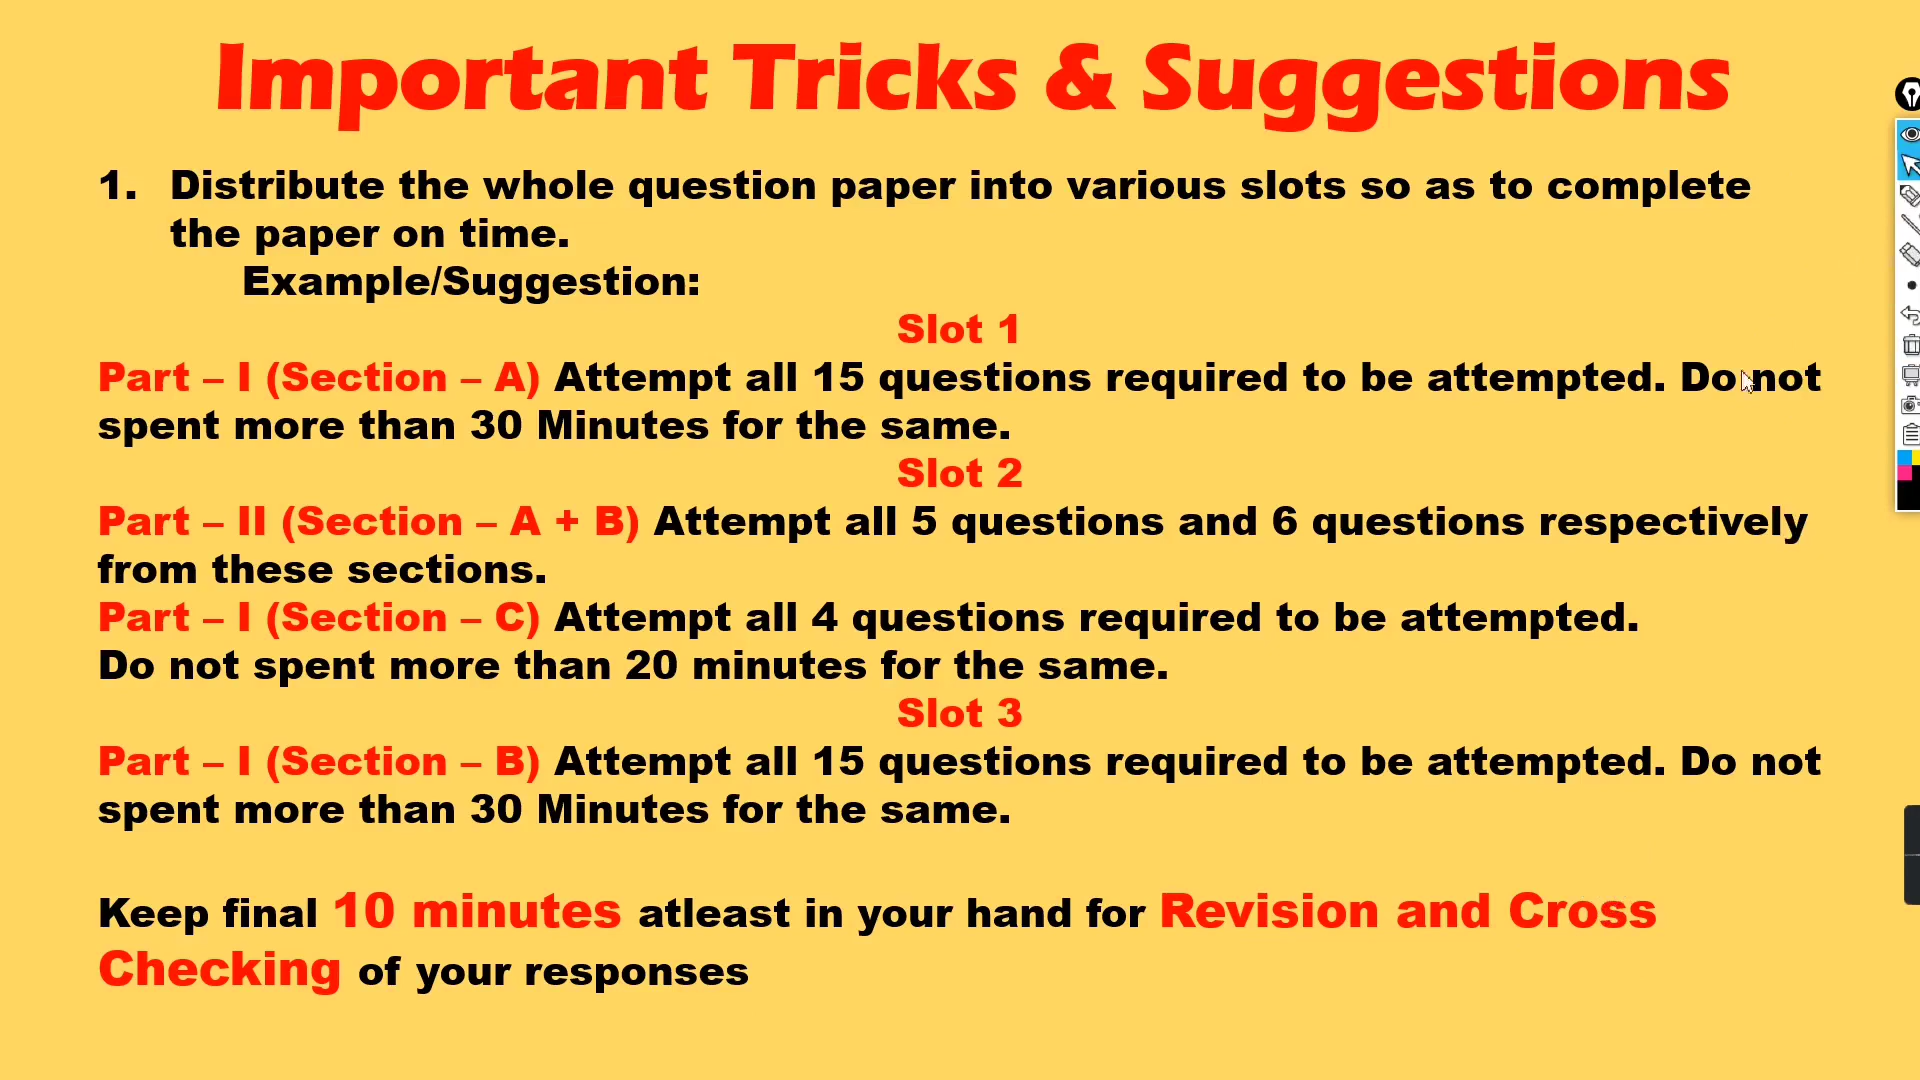 Important Tricks & Suggestions
1. Distribute the whole question paper into various slots so as to complete
the paper on time.
Example/Suggestion:
Slot 1
Part – I (Section – A) Attempt all 15 questions required to be attempted. Do not
spent more than 30 Minutes for the same.
Slot 2
Part – II (Section – A + B) Attempt all 5 questions and 6 questions respectively
from these sections.
Part – I (Section – C) Attempt all 4 questions required to be attempted.
Do not spent more than 20 minutes for the same.
Slot 3
Part – I (Section – B) Attempt all 15 questions required to be attempted. Do not
spent more than 30 Minutes for the same.
Keep final 10 minutes atleast in your hand for Revision and Cross
Checking of your responses